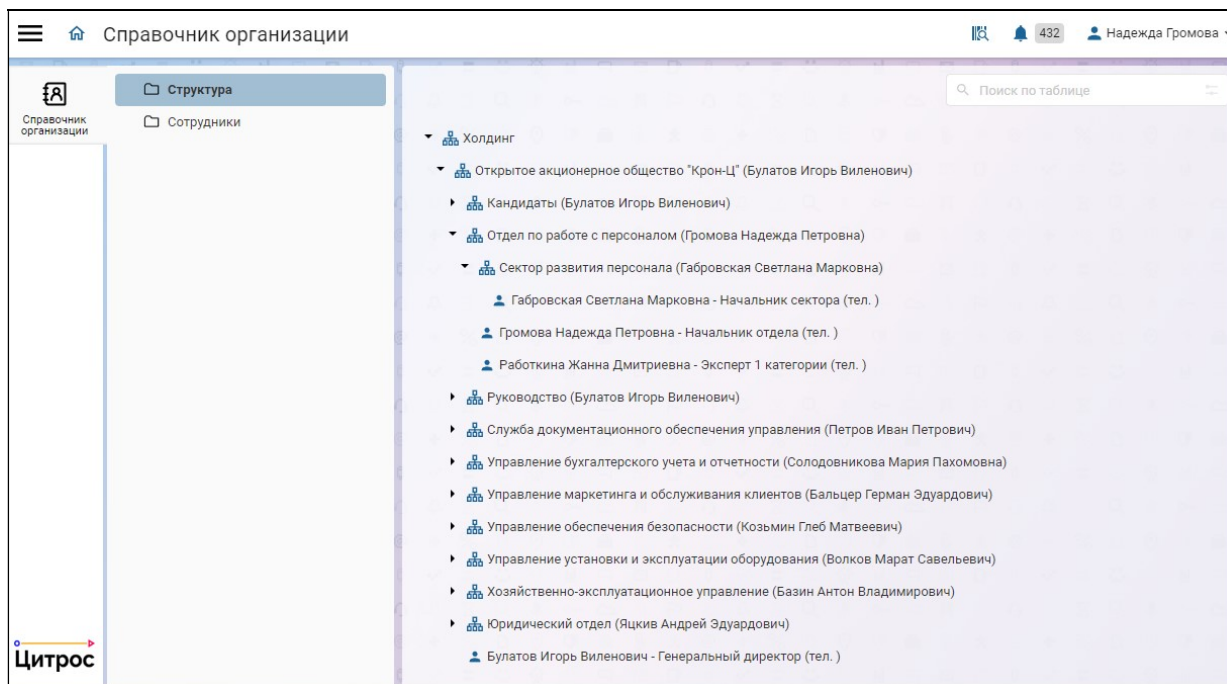 Справочник организации
432
Надежда Громова
Справочник
организации
Структура
Сотрудники
Поиск по таблице
Холдинг
Открытое акционерное общество "Крон-Ц" (Булатов Игорь Виленович)
Кандидаты (Булатов Игорь Виленович)
Отдел по работе с персоналом (Громова Надежда Петровна)
Сектор развития персонала (Габровская Светлана Марковна)
Габровская Светлана Марковна - Начальник сектора (тел. )
Громова Надежда Петровна - Начальник отдела (тел. )
Работкина Жанна Дмитриевна - Эксперт 1 категории (тел. )
Руководство (Булатов Игорь Виленович)
Служба документационного обеспечения управления (Петров Иван Петрович)
Управление бухгалтерского учета и отчетности (Солодовникова Мария Пахомовна)
Управление маркетинга и обслуживания клиентов (Бальцер Герман Эдуардович)
Управление обеспечения безопасности (Козьмин Глеб Матвеевич)
Управление установки и эксплуатации оборудования (Волков Марат Савельевич)
Хозяйственно-эксплуатационное управление (Базин Антон Владимирович)
Юридический отдел (Яцкив Андрей Эдуардович)
Булатов Игорь Виленович - Генеральный директор (тел. )
Цитрос